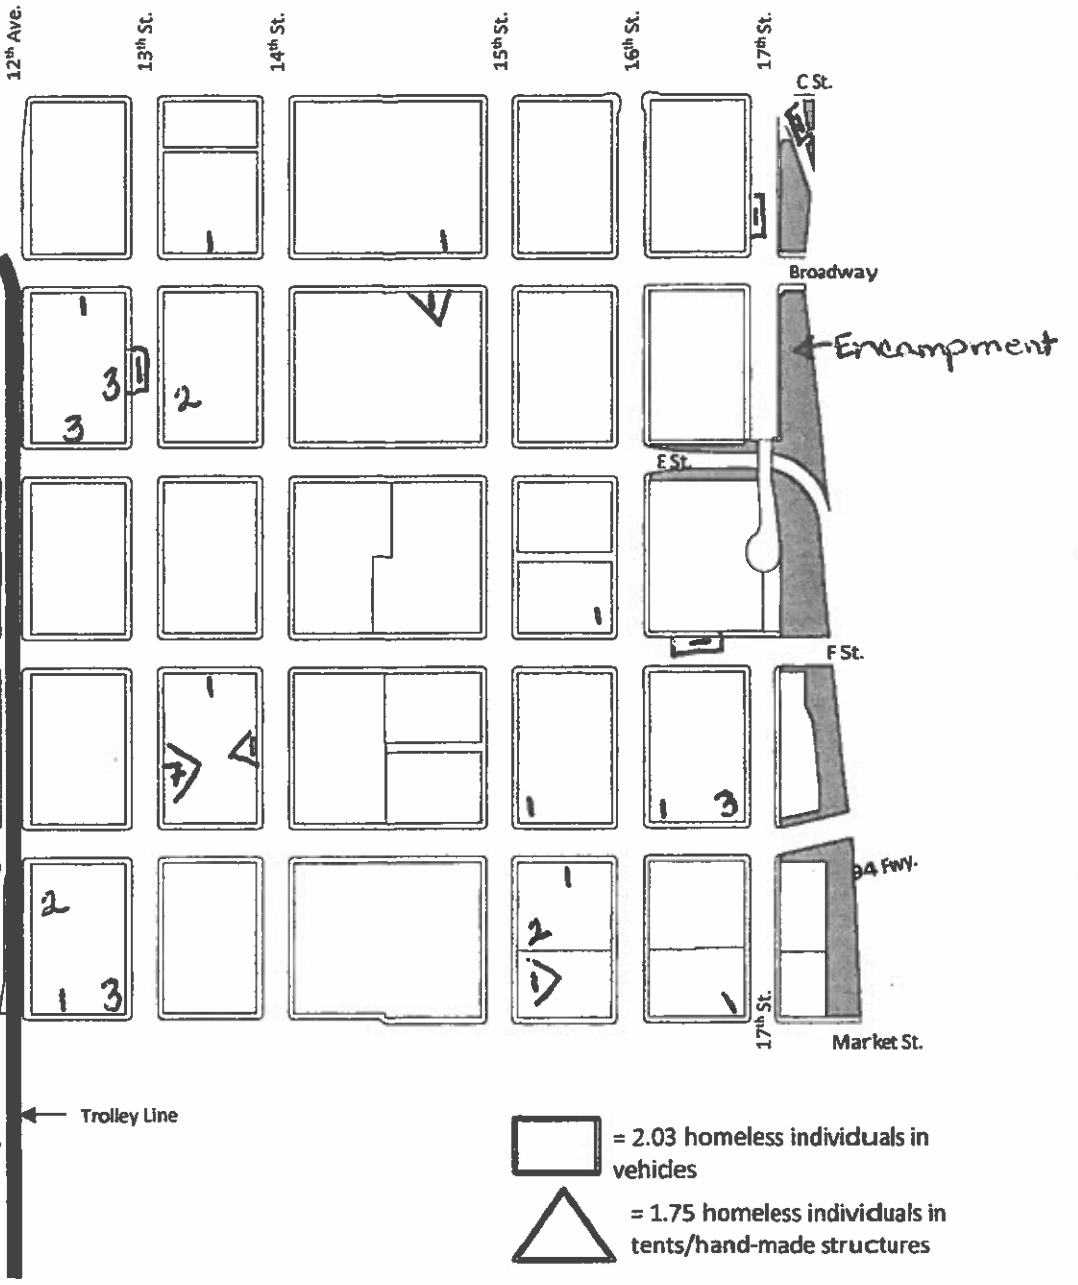 12th Ave.
13th St.
14th St.
15th St.
16th St.
17th St.
C St.
1
1
1
1
Broadway
1
1
Encampment
3
1
2
3
E St.
1
1
F St.
1
1
7
1
1
3
94 Fwy.
1
2
2
1
1
3
1
17th St.
Market St.
Trolley Line
= 2.03 homeless individuals in
vehicles
= 1.75 homeless individuals in
tents/hand-made structures